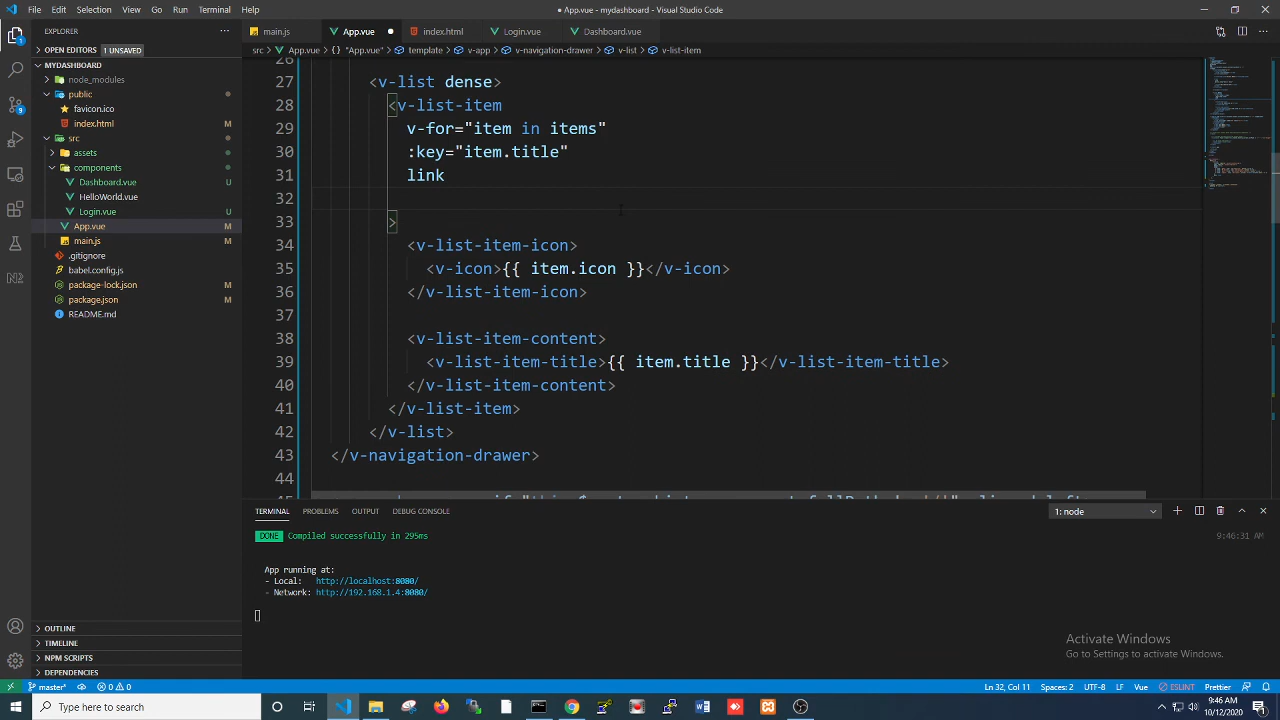 File Edit Selection View Go Run Terminal Help
● App.vue - mydashboard - Visual Studio Code
EXPLORER
OPEN EDITORS 1 UNSAVED
MYDASHBOARD
node_modules
public
favicon.ico
index.html U
src
assets
components
Dashboard.vue U
HelloWorld.vue
Login.vue U
App.vue M
main.js M
.gitignore
babel.config.js
package-lock.json M
package.json M
README.md
OUTLINE
TIMELINE
NPM SCRIPTS
DEPENDENCIES
main.js App.vue ● index.html Login.vue Dashboard.vue
src > App.vue > {} "App.vue" > template > v-app > v-navigation-drawer > v-list > v-list-item
26
27 <v-list dense>
28 <v-list-item
29 v-for="item in items"
30 :key="item.title"
31 link
32
33 >
34 <v-list-item-icon>
35 <v-icon>{{ item.icon }}</v-icon>
36 </v-list-item-icon>
37
38 <v-list-item-content>
39 <v-list-item-title>{{ item.title }}</v-list-item-title>
40 </v-list-item-content>
41 </v-list-item>
42 </v-list>
43 </v-navigation-drawer>
44
TERMINAL PROBLEMS OUTPUT DEBUG CONSOLE 1: node
DONE Compiled successfully in 295ms 9:46:31 AM
App running at:
- Local: http://localhost:8080/
- Network: http://192.168.1.4:8080/
Activate Windows
Go to Settings to activate Windows.
master* 0 0 Ln 32, Col 11 Spaces: 2 UTF-8 LF Vue ESLINT Prettier
Type here to search
9:46 AM
10/12/2020